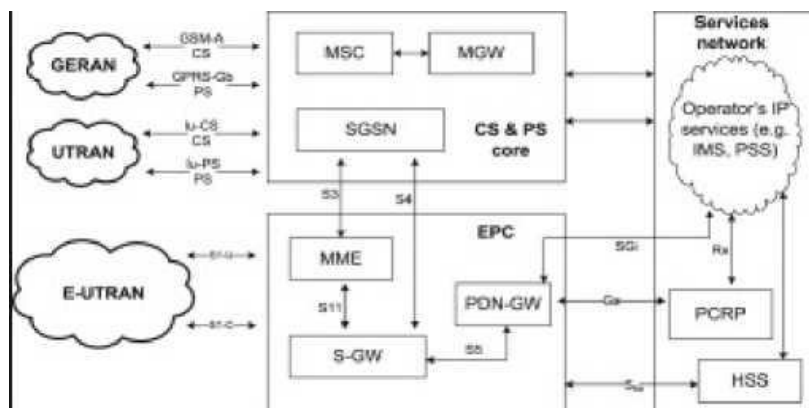 GERAN
GSM-A
CS
GPRS-Gb
PS
UTRAN
Iu-CS
CS
Iu-PS
PS
MSC
MGW
SGSN
CS & PS
core
Services
network
Operator's IP
services (e.g.
IMS, PSS)
S3
S4
E-UTRAN
EPC
MME
S11
S-GW
S5
PDN-GW
SGi
Rx
PCRP
HSS